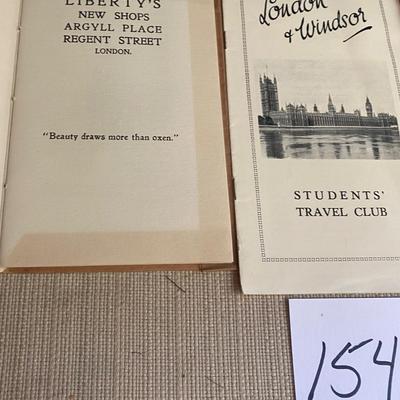 LIBERTY'S
NEW SHOPS
ARGYLL PLACE
REGENT STREET
LONDON.
"Beauty draws more than oxen."
London
& Windsor
STUDENTS'
TRAVEL CLUB
154